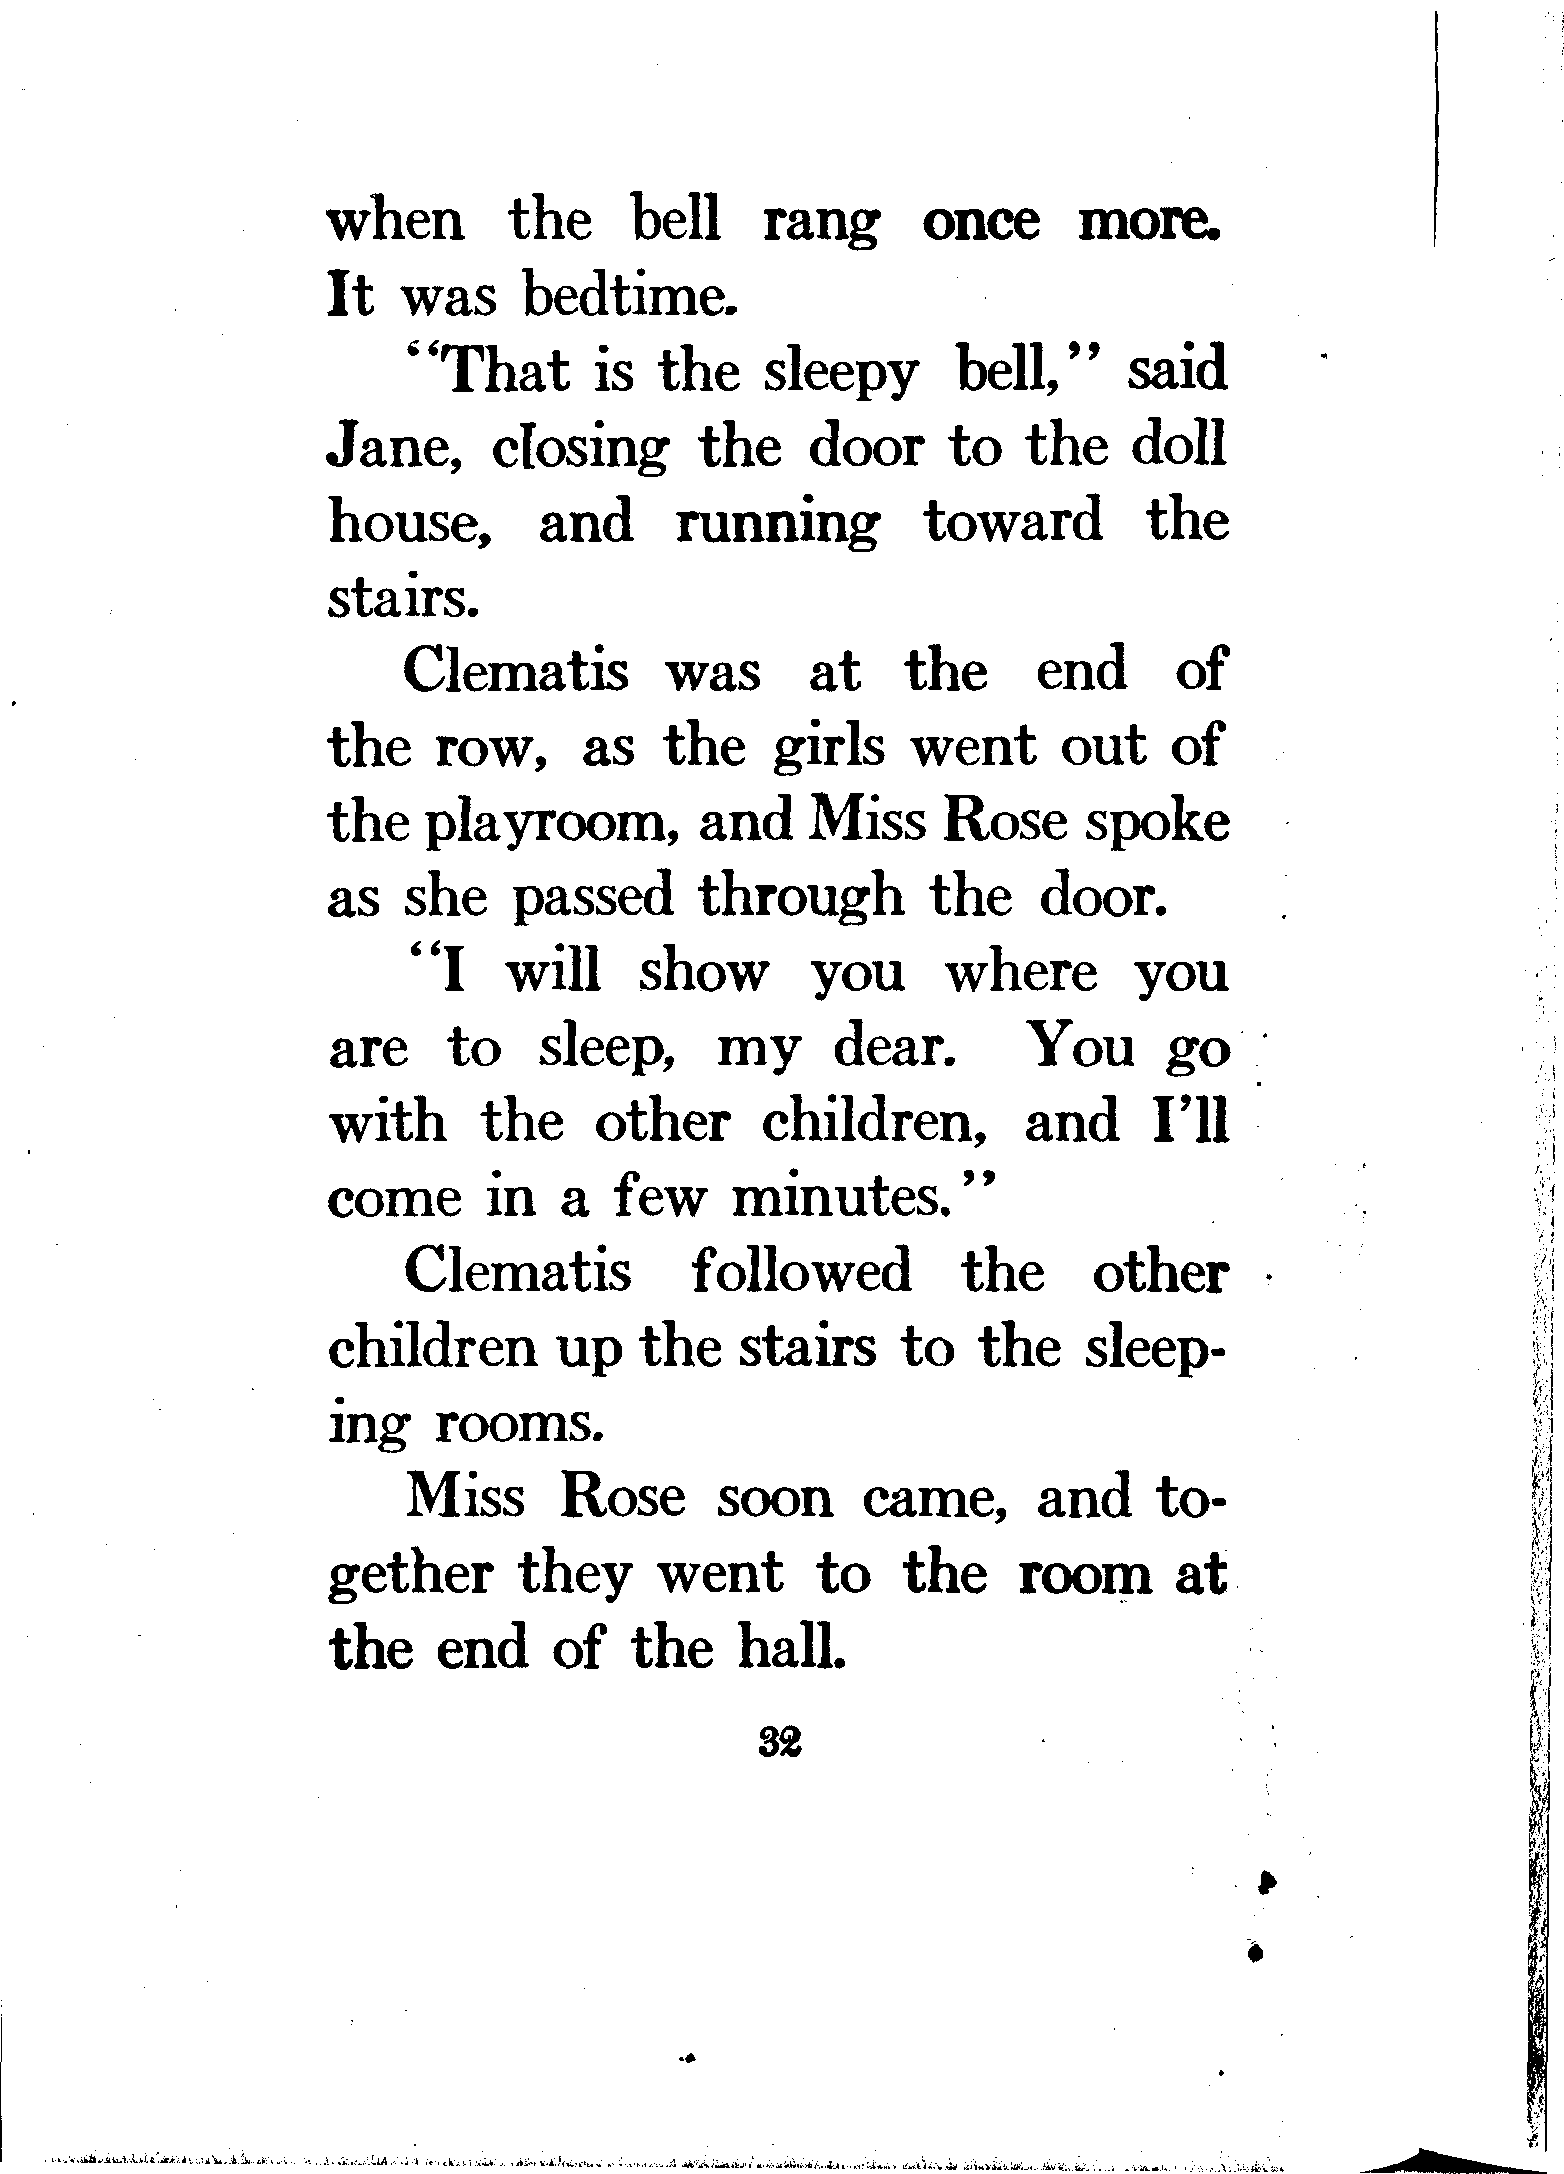 when the bell rang once more.
It was bedtime.
“That is the sleepy bell,” said
Jane, closing the door to the doll
house, and running toward the
stairs.
Clematis was at the end of
the row, as the girls went out of
the playroom, and Miss Rose spoke
as she passed through the door.
“I will show you where you
are to sleep, my dear. You go
with the other children, and I’ll
come in a few minutes.”
Clematis followed the other
children up the stairs to the sleep-
ing rooms.
Miss Rose soon came, and to-
gether they went to the room at
the end of the hall.
32